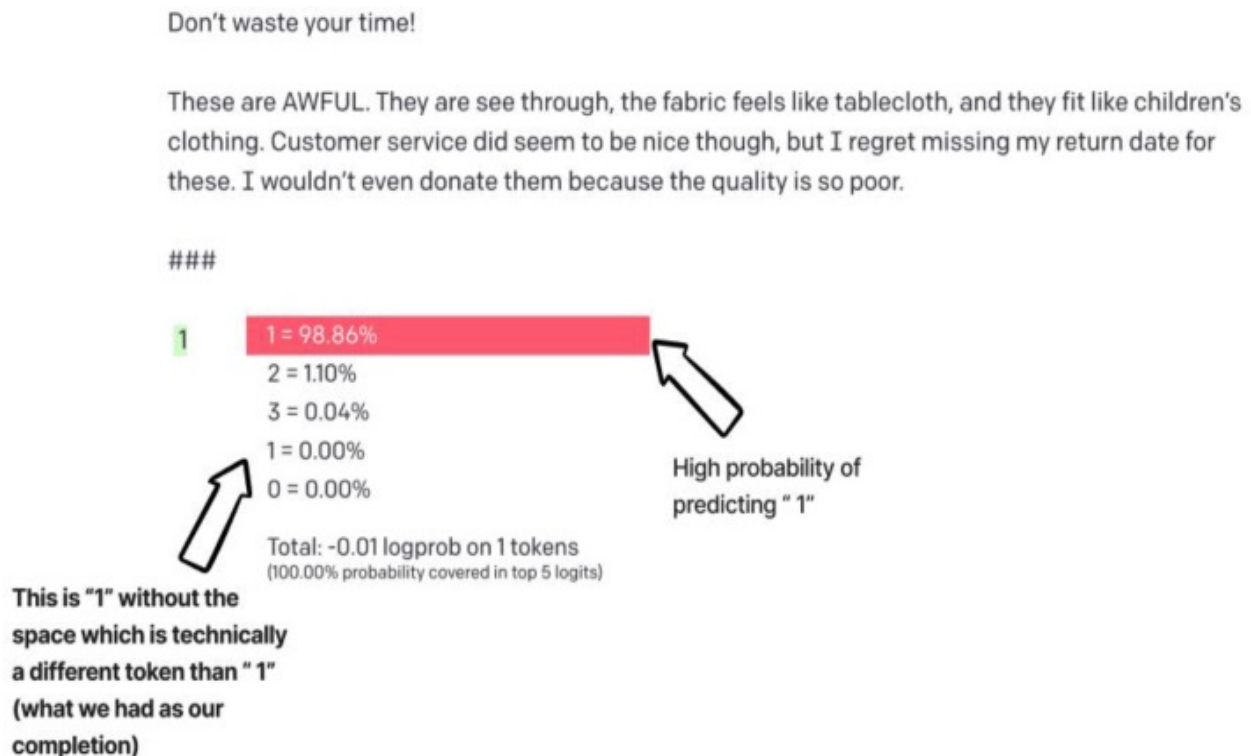 Don't waste your time!
These are AWFUL. They are see through, the fabric feels like tablecloth, and they fit like children's
clothing. Customer service did seem to be nice though, but I regret missing my return date for
these. I wouldn't even donate them because the quality is so poor.
###
1
1 = 98.86%
2 = 1.10%
3 = 0.04%
1 = 0.00%
0 = 0.00%
Total: -0.01 logprob on 1 tokens
(100.00% probability covered in top 5 logits)
High probability of
predicting “ 1”
This is “1” without the
space which is technically
a different token than “ 1”
(what we had as our
completion)